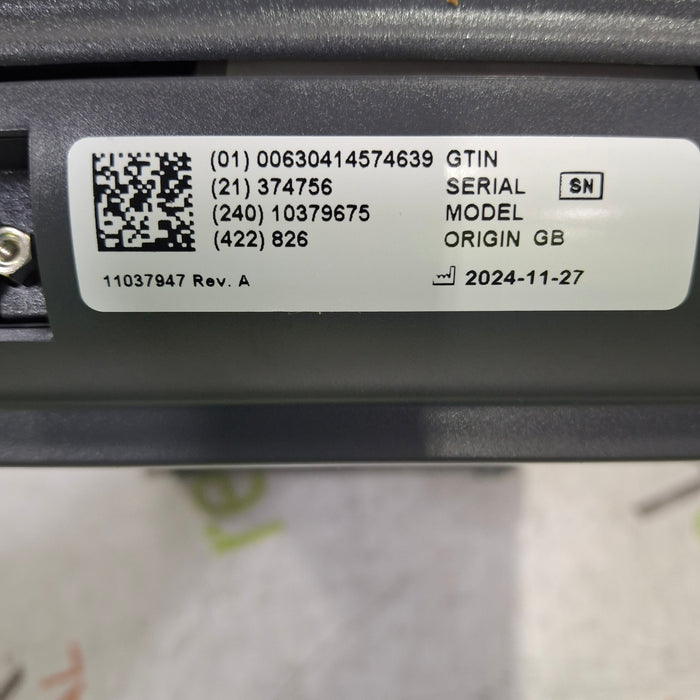 (01) 00630414574639 GTIN
(21) 374756 SERIAL SN
(240) 10379675 MODEL
(422) 826 ORIGIN GB
11037947 Rev. A 2024-11-27